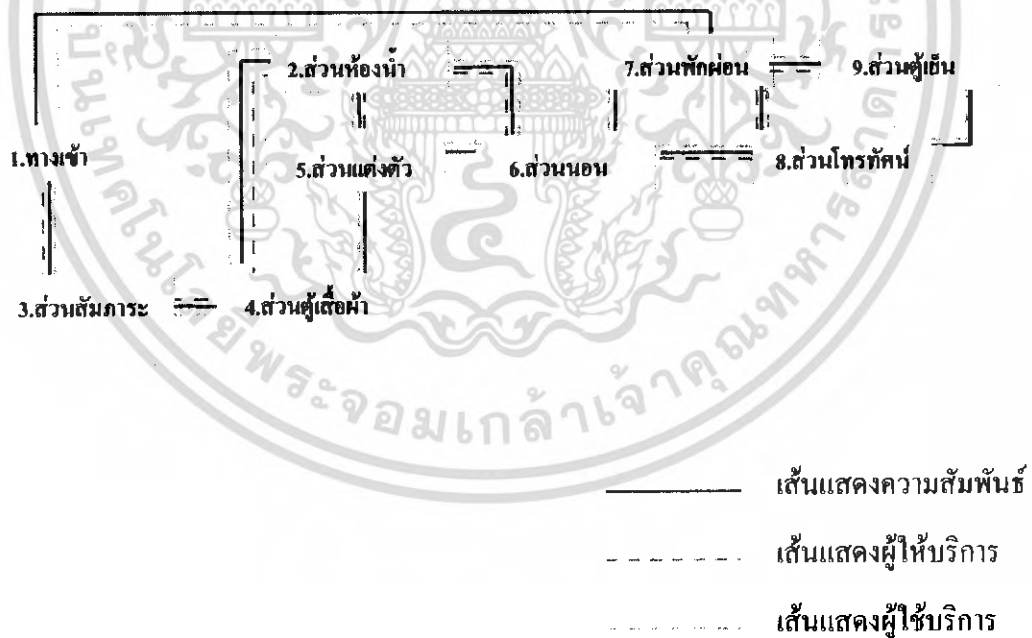 2.ส่วนห้องน้ำ 7.ส่วนพักผ่อน 9.ส่วนตู้เย็น
1.ทางเข้า 5.ส่วนแต่งตัว 6.ส่วนนอน 8.ส่วนโทรทัศน์
3.ส่วนสัมภาระ 4.ส่วนตู้เสื้อผ้า
พระจอมเกล้าเจ้าคุณทหาร
เส้นแสดงความสัมพันธ์
เส้นแสดงผู้ให้บริการ
เส้นแสดงผู้ใช้บริการ